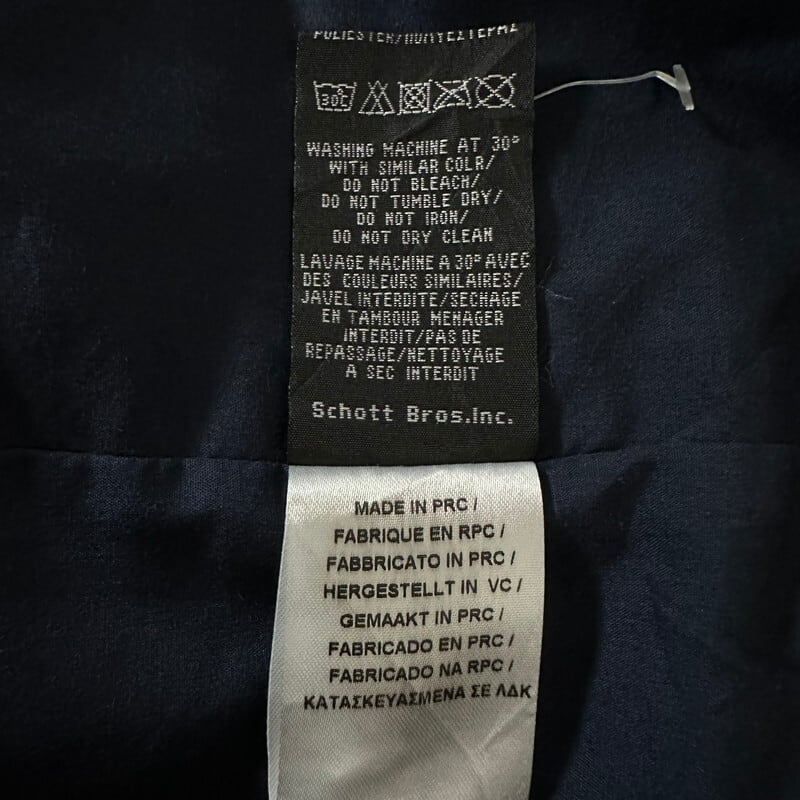 POLIESTER/ΠΟΛΥΕΣΤΕΡΑΣ
30C
WASHING MACHINE AT 30°
WITH SIMILAR COLR/
DO NOT BLEACH/
DO NOT TUMBLE DRY/
DO NOT IRON/
DO NOT DRY CLEAN
LAVAGE MACHINE A 30° AVEC
DES COULEURS SIMILAIRES/
JAVEL INTERDITE/SECHAGE
EN TAMBOUR MENAGER
INTERDIT/PAS DE
REPASSAGE/NETTOYAGE
A SEC INTERDIT
Schott Bros.Inc.
MADE IN PRC /
FABRIQUE EN RPC /
FABBRICATO IN PRC /
HERGESTELLT IN VC /
GEMAAKT IN PRC /
FABRICADO EN PRC /
FABRICADO NA RPC /
ΚΑΤΑΣΚΕΥΑΣΜΕΝΑ ΣΕ ΛΔΚ